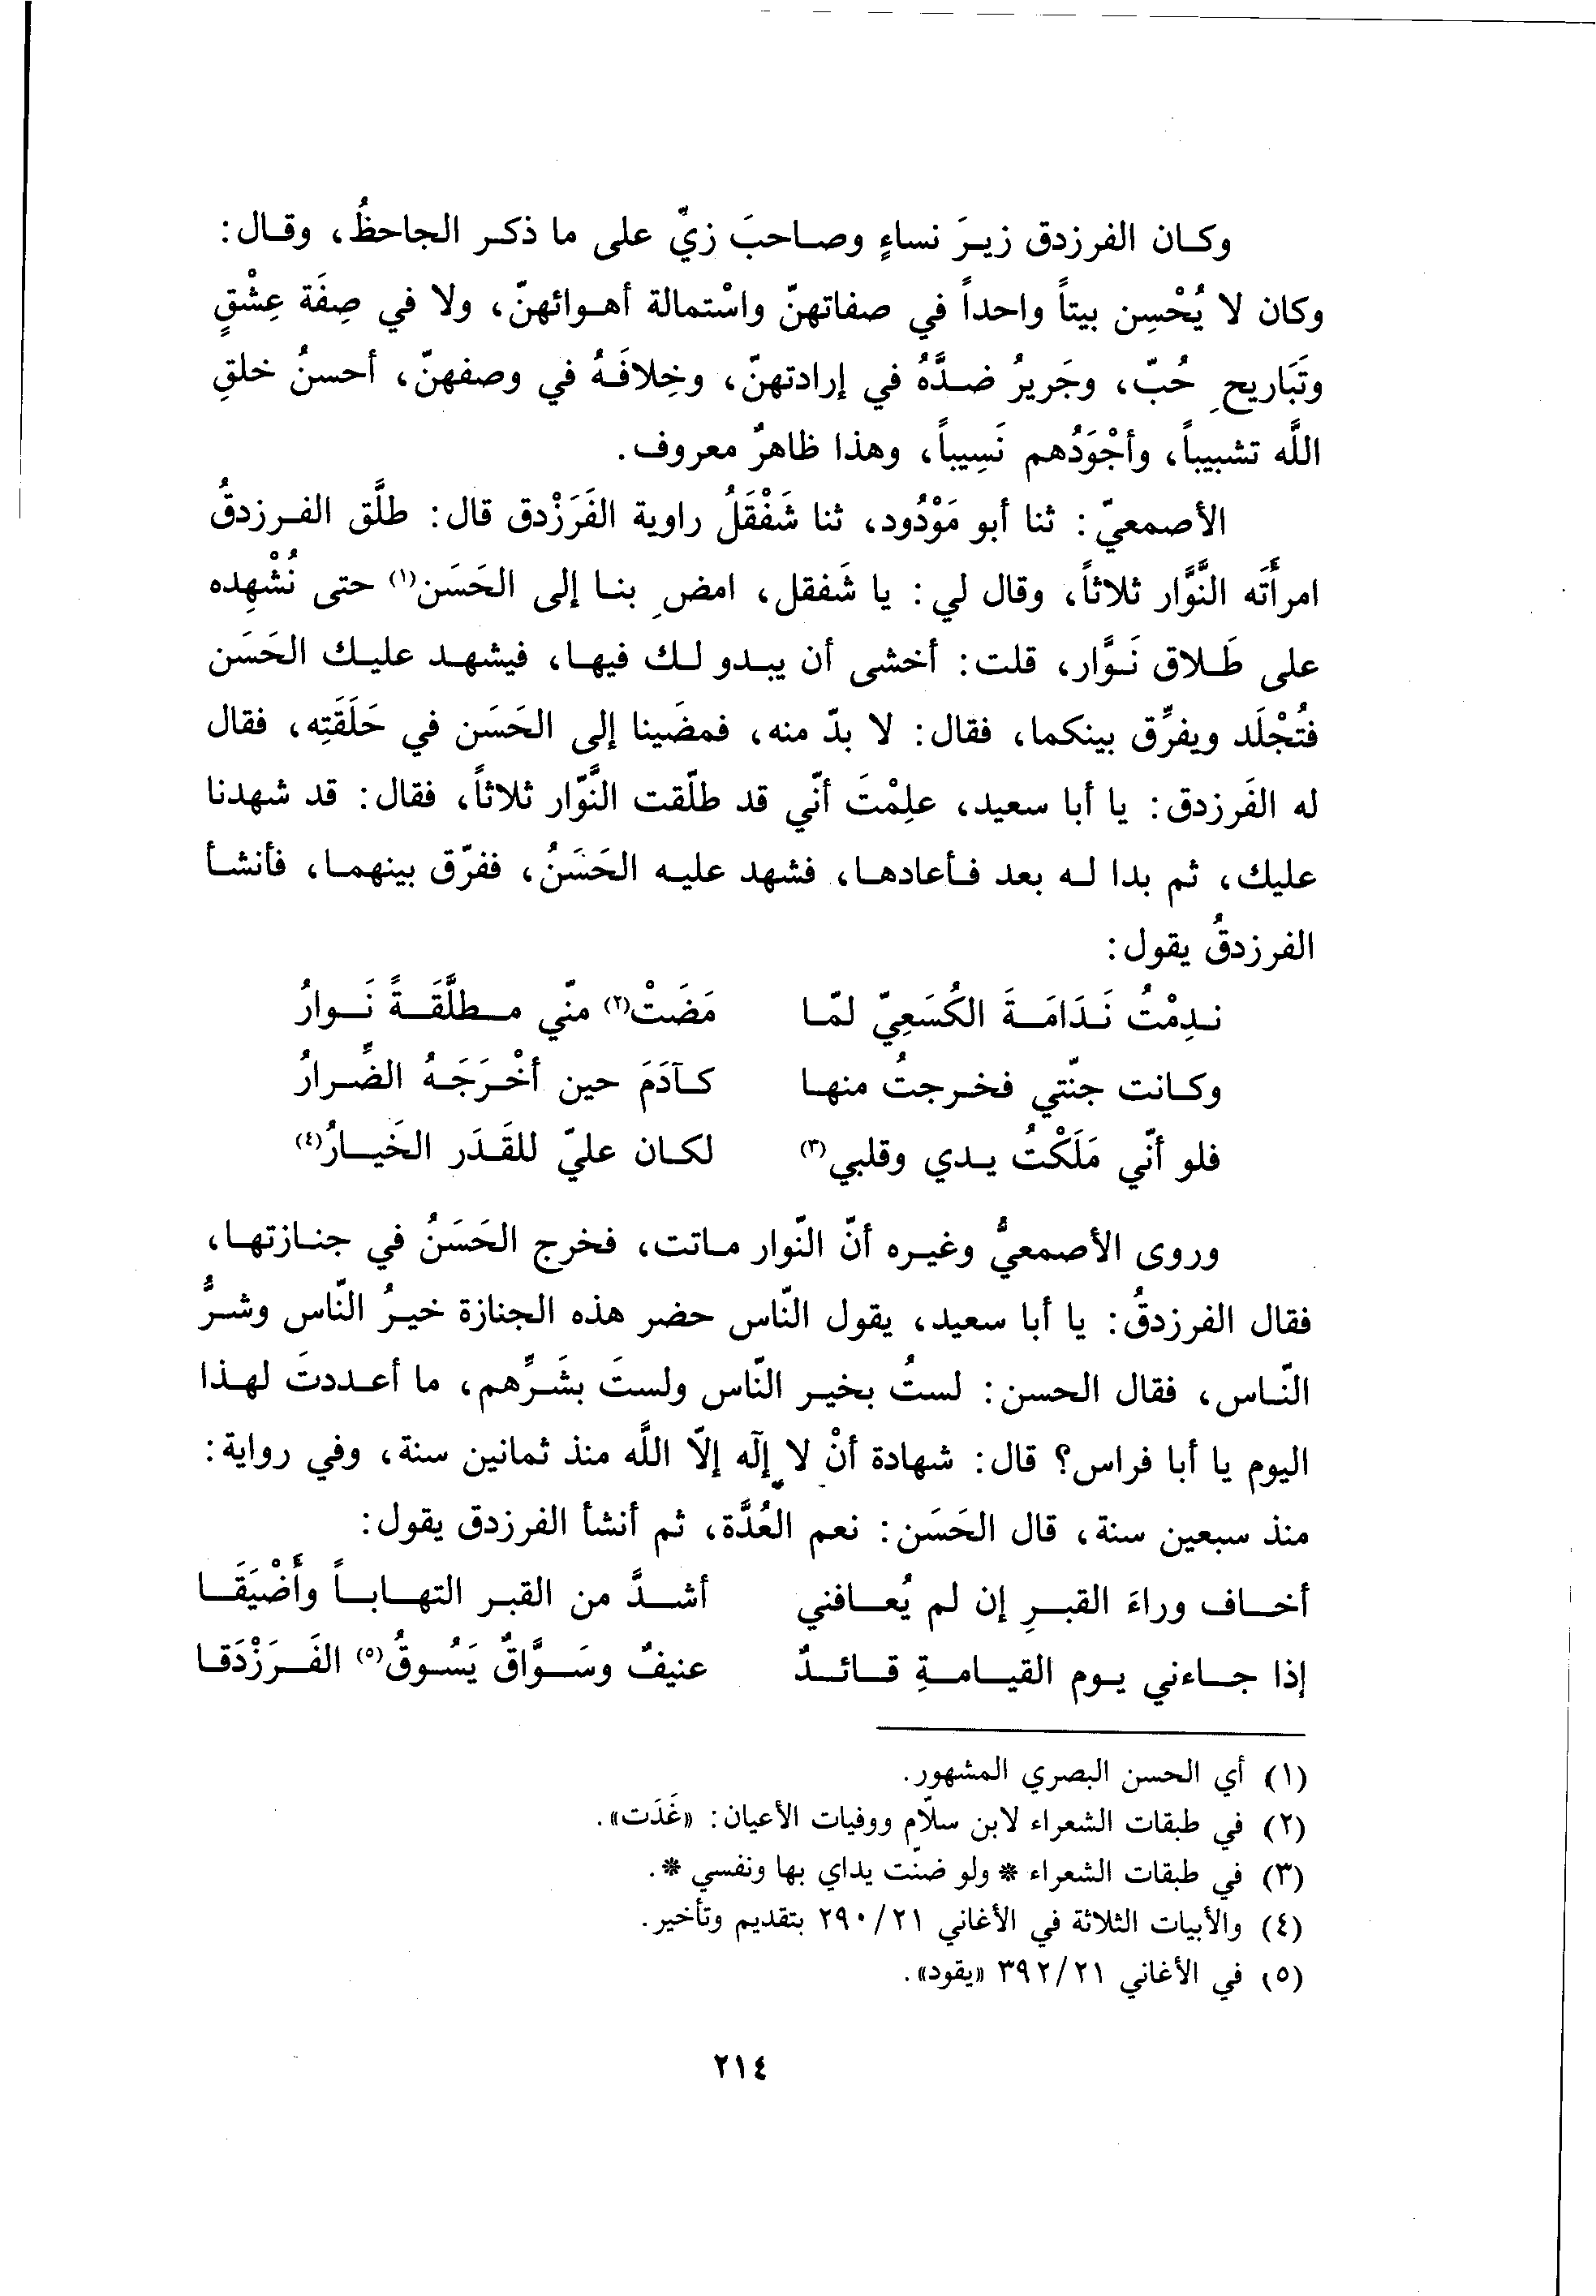 وكان الفرزدق زيرَ نساءٍ وصاحبَ زيٍّ على ما ذكر الجاحظُ، وقال:
وكان لا يُحْسِن بيتاً واحداً في صفاتهنّ واسْتمالة أهوائهنّ، ولا في صِفَة عِشْقٍ
وتَبَاريحِ حُبّ، وجَريرُ ضدَّهُ في إرادتهنّ، وخِلافَهُ في وصفهنّ، أحسنُ خلقِ
اللَّه تشبيباً، وأجْوَدُهم نَسِيباً، وهذا ظاهرٌ معروف.
الأصمعيّ: ثنا أبو مَوْدُود، ثنا شَفْقَلُ راوية الفَرَزْدق قال: طلَّق الفرزدقُ
امرأَتَه النَّوَّار ثلاثاً، وقال لي: يا شَفقل، امضِ بنا إلى الحَسَن(١) حتى نُشْهِده
على طَلاق نَوَّار، قلت: أخشى أن يبدو لك فيها، فيشهد عليك الحَسَن
فتُجْلَد ويفرِّق بينكما، فقال: لا بدّ منه، فمضَينا إلى الحَسَن في حَلَقَتِه، فقال
له الفَرزدق: يا أبا سعيد، علِمْتَ أنّي قد طلّقت النَّوّار ثلاثاً، فقال: قد شهدنا
عليك، ثم بدا له بعد فأعادها، فشهد عليه الحَسَنُ، ففرّق بينهما، فأنشأ
الفرزدقُ يقول:
ندِمْتُ نَدَامَةَ الكُسَعِيّ لمّا مَضَتْ(٢) منّي مطلَّقَةً نَوارُ
وكانت جنّتي فخرجتُ منها كآدَمَ حين أخْرَجَهُ الضِّرارُ
فلو أنّي مَلَكْتُ يدي وقلبي(٣) لكان عليّ للقَدَر الخَيارُ(٤)
وروى الأصمعيُّ وغيره أنّ النّوار ماتت، فخرج الحَسَنُ في جنازتها،
فقال الفرزدقُ: يا أبا سعيد، يقول النّاس حضر هذه الجنازة خيرُ النّاس وشرُّ
النّاس، فقال الحسن: لستُ بخير النّاس ولستَ بشَرِّهم، ما أعددتَ لهذا
اليوم يا أبا فراس؟ قال: شهادة أنْ لا إلَه إلّا اللَّه منذ ثمانين سنة، وفي رواية:
منذ سبعين سنة، قال الحَسَن: نعم العُدَّة، ثم أنشأ الفرزدق يقول:
أخاف وراءَ القبرِ إن لم يُعافني أشدَّ من القبر التهاباً وأَضْيَقَا
إذا جاءني يوم القيامةِ قائدٌ عنيفٌ وسَوَّاقٌ يَسُوقُ(٥) الفَرَزْدَقا
(١) أي الحسن البصري المشهور.
(٢) في طبقات الشعراء لابن سلّام ووفيات الأعيان: «غَدَت».
(٣) في طبقات الشعراء * ولو ضنّت يداي بها ونفسي *.
(٤) والأبيات الثلاثة في الأغاني ٢٩٠/٢١ بتقديم وتأخير.
(٥) في الأغاني ٣٩٢/٢١ «يقود».
٢١٤